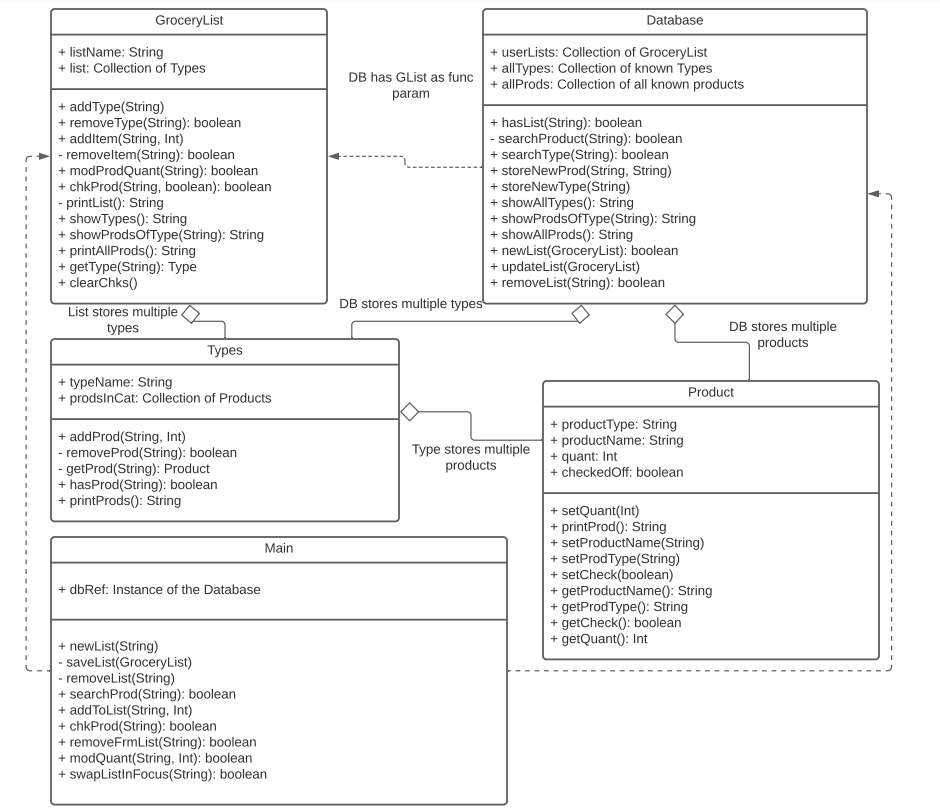 GroceryList
+ listName: String
+ list: Collection of Types
+ addType(String)
+ removeType(String): boolean
+ addItem(String, Int)
- removeItem(String): boolean
+ modProdQuant(String): boolean
+ chkProd(String, boolean): boolean
- printList(): String
+ showTypes(): String
+ showProdsOfType(String): String
+ printAllProds(): String
+ getType(String): Type
+ clearChks()
DB has GList as func
param
Database
+ userLists: Collection of GroceryList
+ allTypes: Collection of known Types
+ allProds: Collection of all known products
+ hasList(String): boolean
- searchProduct(String): boolean
+ searchType(String): boolean
+ storeNewProd(String, String)
+ storeNewType(String)
+ showAllTypes(): String
+ showProdsOfType(String): String
+ showAllProds(): String
+ newList(GroceryList): boolean
+ updateList(GroceryList)
+ removeList(String): boolean
List stores multiple
types
DB stores multiple types
DB stores multiple
products
Types
+ typeName: String
+ prodsInCat: Collection of Products
+ addProd(String, Int)
- removeProd(String): boolean
- getProd(String): Product
+ hasProd(String): boolean
+ printProds(): String
Type stores multiple
products
Product
+ productType: String
+ productName: String
+ quant: Int
+ checkedOff: boolean
+ setQuant(Int)
+ printProd(): String
+ setProductName(String)
+ setProdType(String)
+ setCheck(boolean)
+ getProductName(): String
+ getProdType(): String
+ getCheck(): boolean
+ getQuant(): Int
Main
+ dbRef: Instance of the Database
+ newList(String)
- saveList(GroceryList)
- removeList(String)
+ searchProd(String): boolean
+ addToList(String, Int)
+ chkProd(String): boolean
+ removeFrmList(String): boolean
+ modQuant(String, Int): boolean
+ swapListInFocus(String): boolean